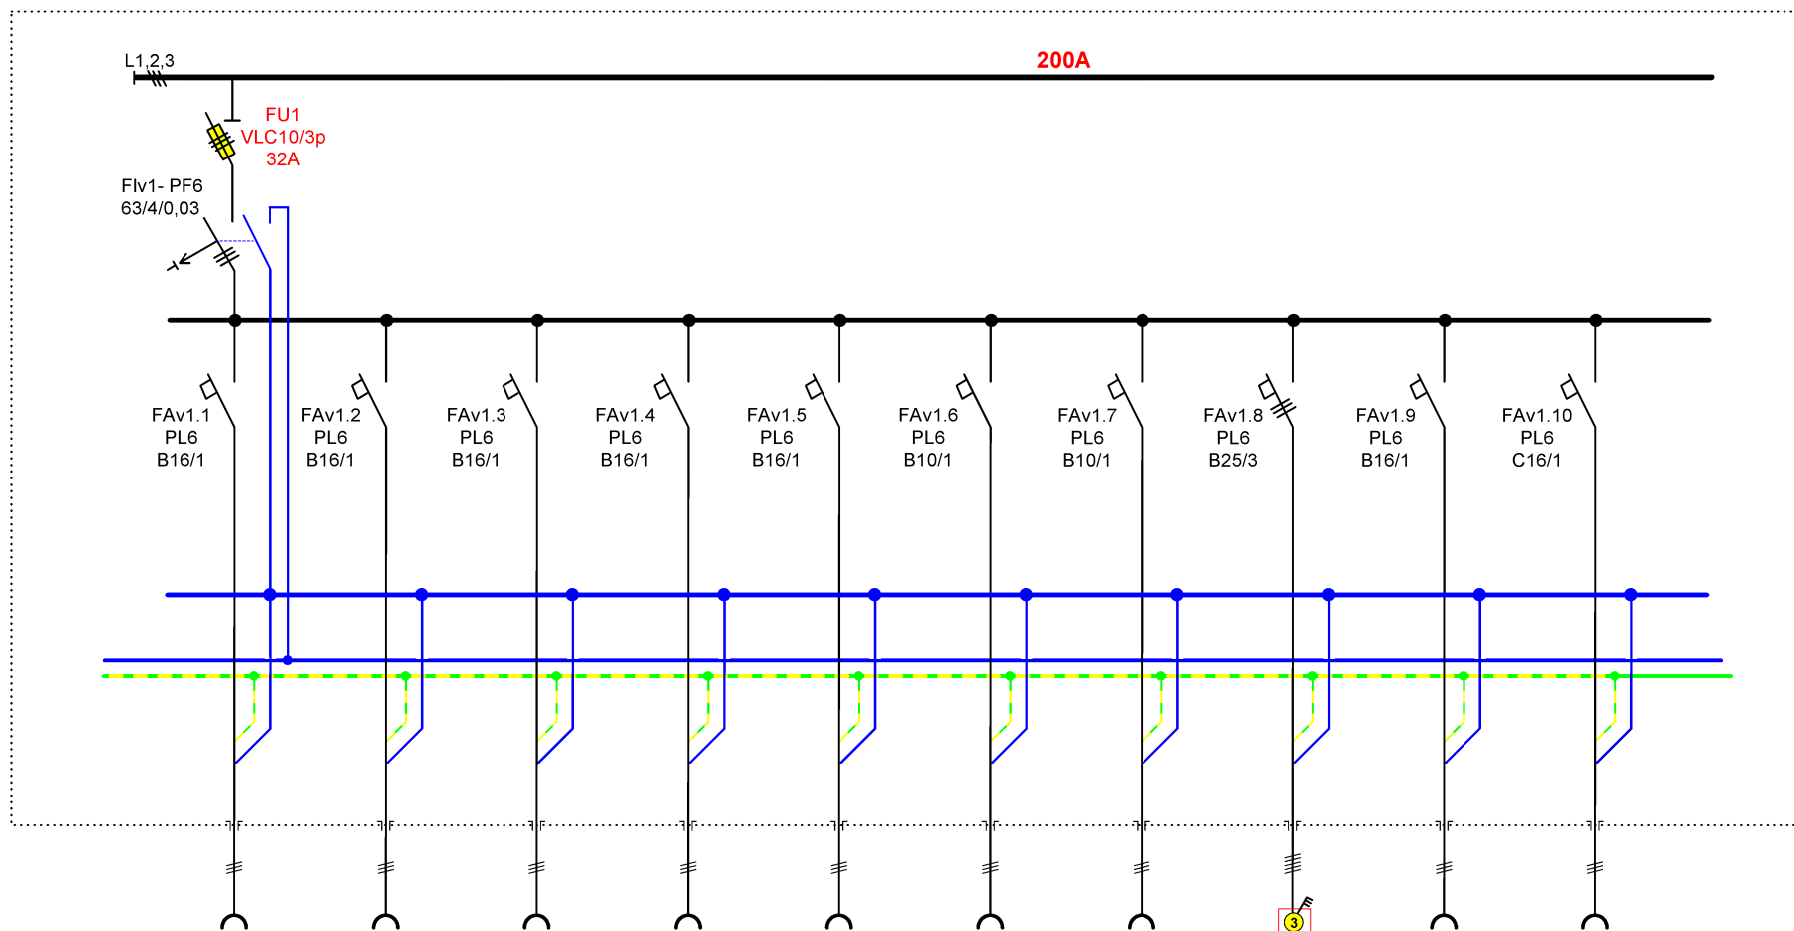 L1,2,3
200A
FU1
VLC10/3p
32A
FIv1- PF6
63/4/0,03
FAv1.1
PL6
B16/1
FAv1.2
PL6
B16/1
FAv1.3
PL6
B16/1
FAv1.4
PL6
B16/1
FAv1.5
PL6
B16/1
FAv1.6
PL6
B10/1
FAv1.7
PL6
B10/1
FAv1.8
PL6
B25/3
FAv1.9
PL6
B16/1
FAv1.10
PL6
C16/1
3